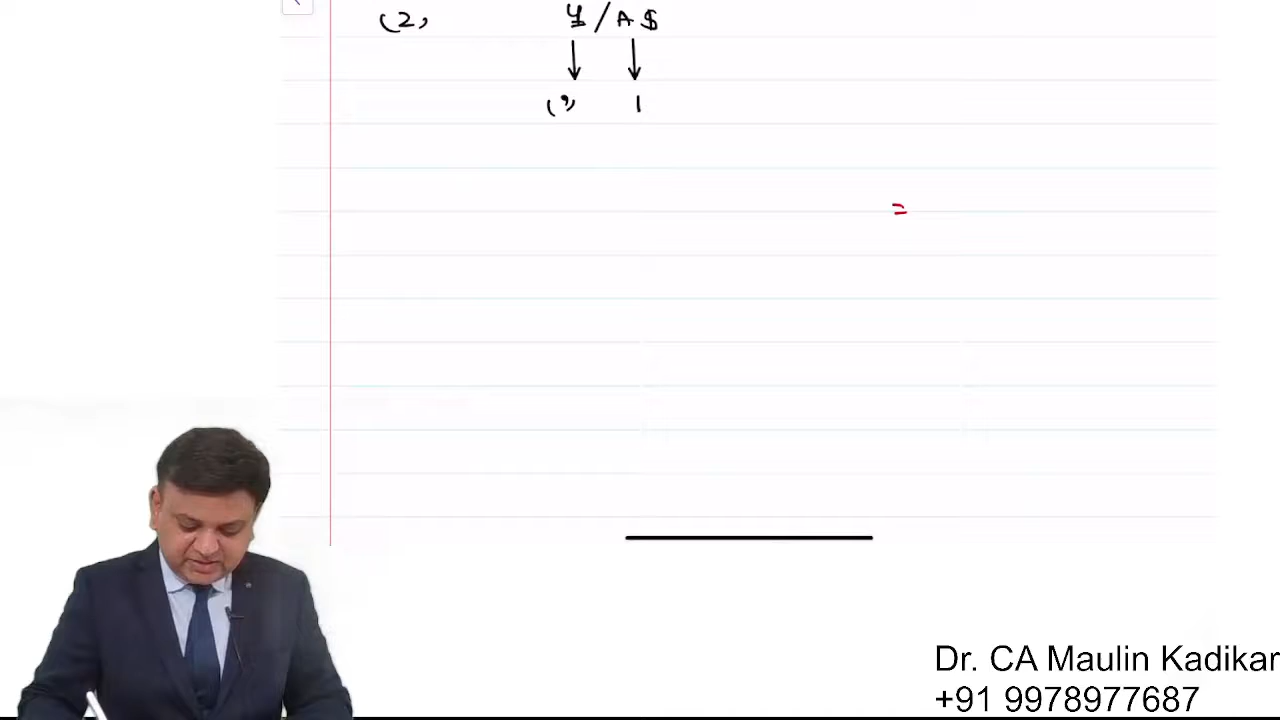 (2) ¥ / A $
(?) 1
=
Dr. CA Maulin Kadikar
+91 9978977687